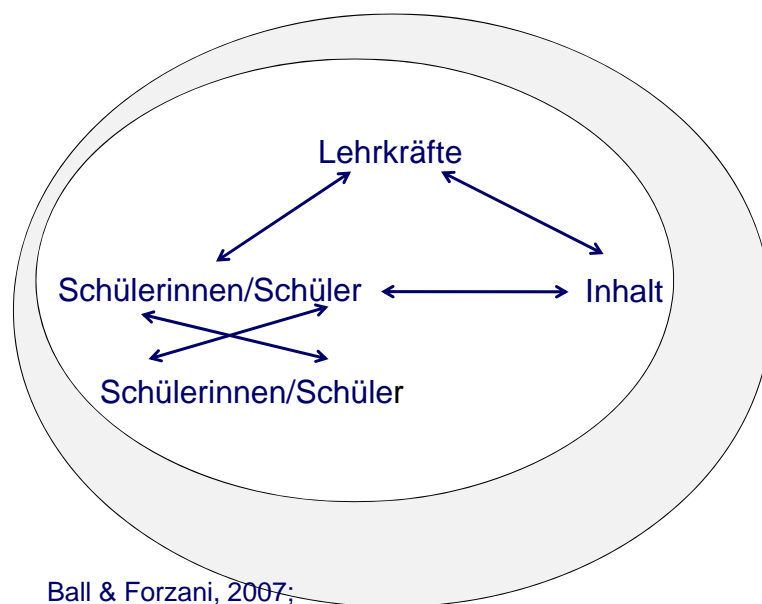 Lehrkräfte
Schülerinnen/Schüler
Inhalt
Schülerinnen/Schüler
Ball & Forzani, 2007;